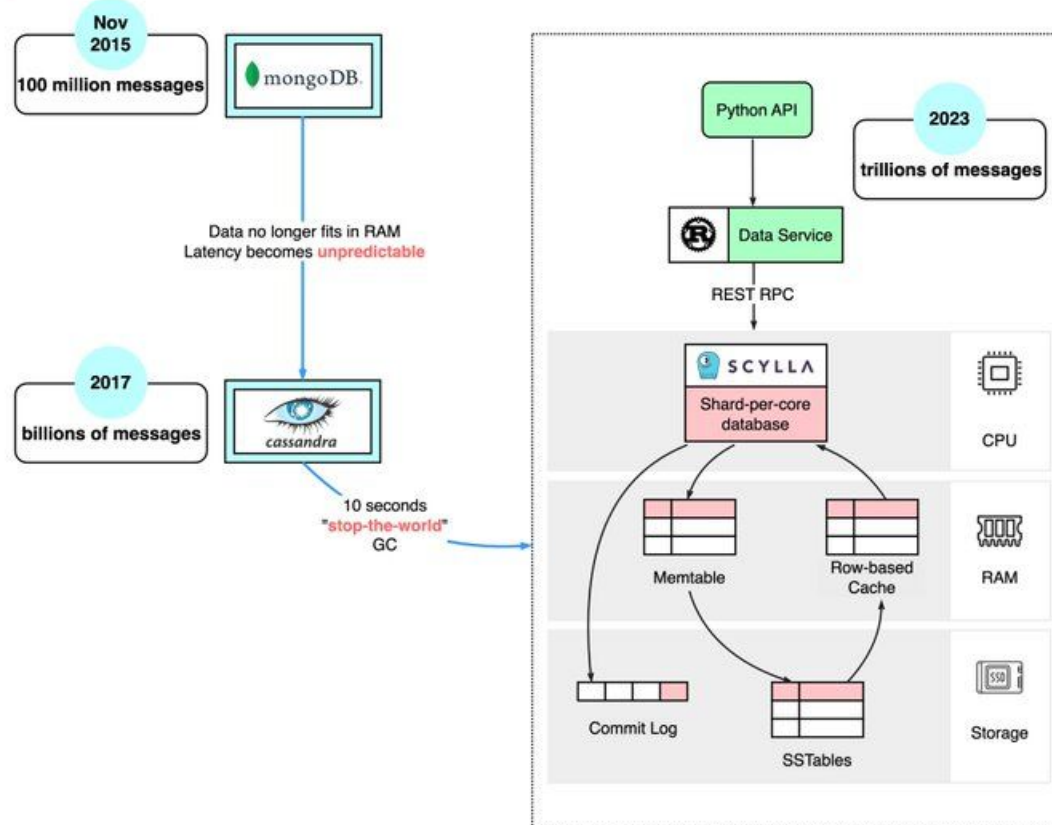 Nov
2015
100 million messages
mongoDB.
Data no longer fits in RAM
Latency becomes unpredictable
2017
billions of messages
cassandra
10 seconds
"stop-the-world"
GC
Python API
2023
trillions of messages
R
Data Service
REST RPC
SCYLLA
Shard-per-core
database
CPU
Memtable
Row-based
Cache
RAM
Commit Log
SSTables
SSD
Storage